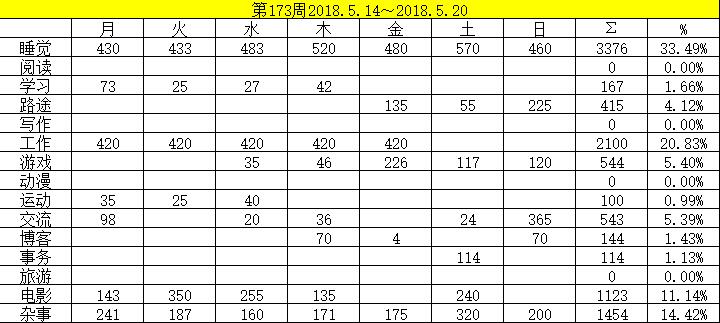 第173周2018.5.14～2018.5.20
月 火 水 木 金 土 日 Σ %
睡觉 430 433 483 520 480 570 460 3376 33.49%
阅读 0 0.00%
学习 73 25 27 42 167 1.66%
路途 135 55 225 415 4.12%
写作 0 0.00%
工作 420 420 420 420 420 2100 20.83%
游戏 35 46 226 117 120 544 5.40%
动漫 0 0.00%
运动 35 25 40 100 0.99%
交流 98 20 36 24 365 543 5.39%
博客 70 4 70 144 1.43%
事务 114 114 1.13%
旅游 0 0.00%
电影 143 350 255 135 240 1123 11.14%
杂事 241 187 160 171 175 320 200 1454 14.42%